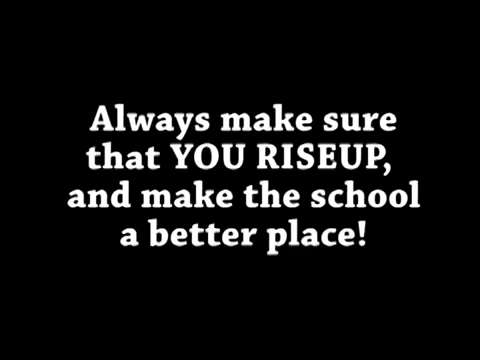 Always make sure
that YOU RISEUP,
and make the school
a better place!